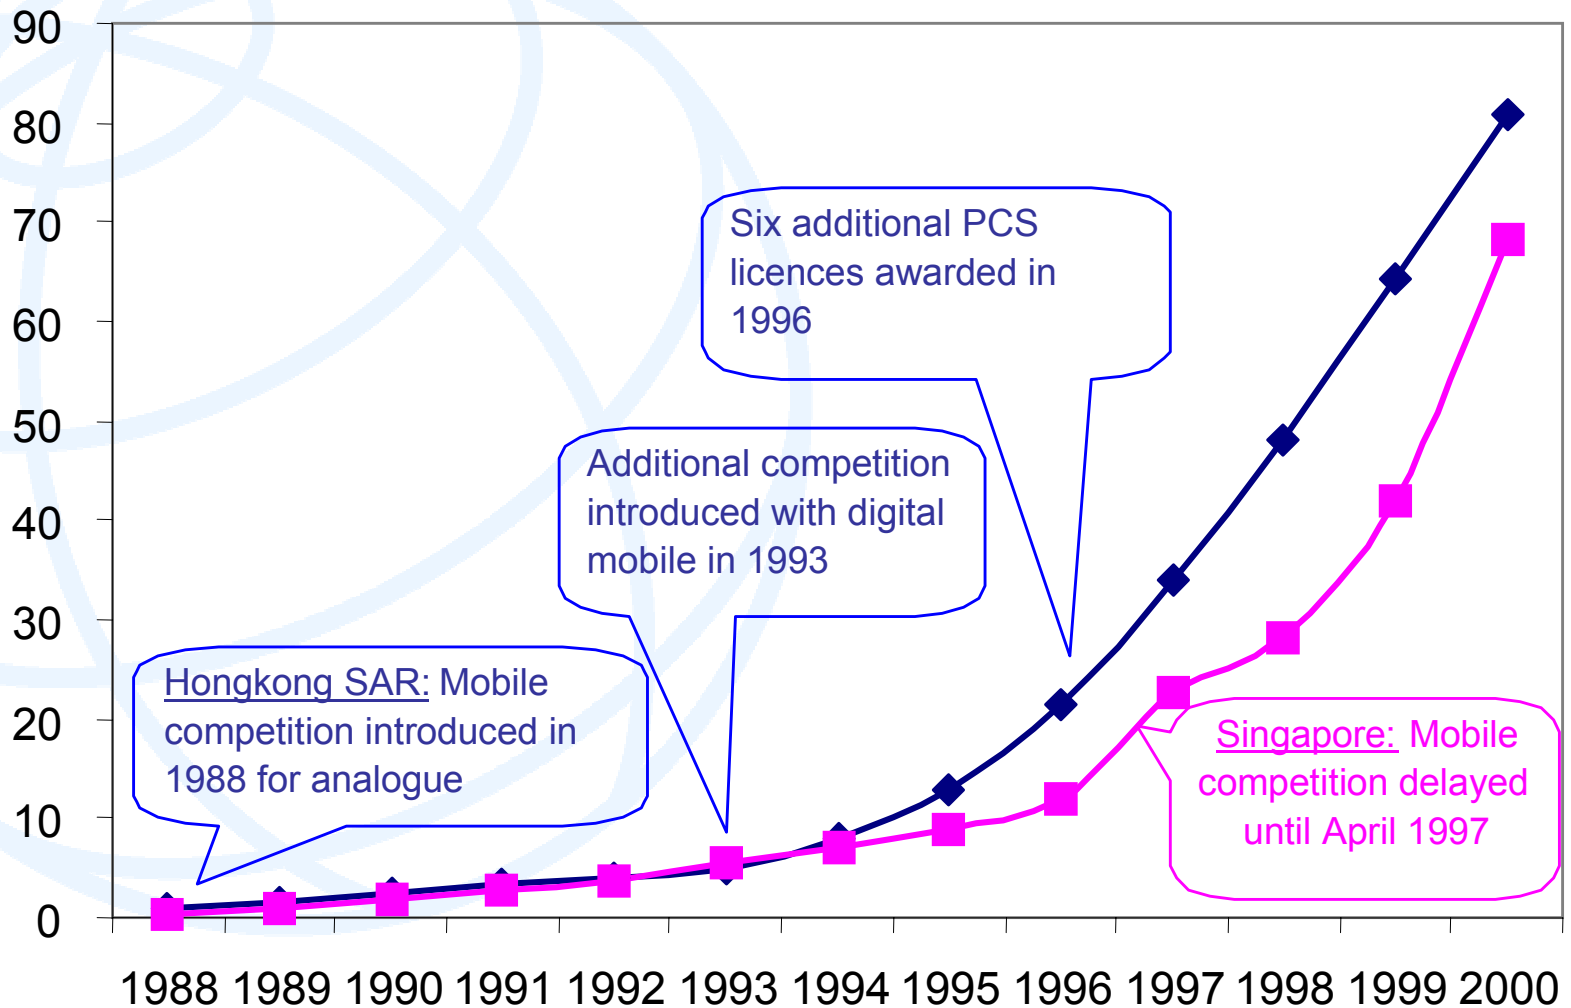 90
80
70
60
50
40
30
20
10
0
Six additional PCS
licences awarded in
1996
Additional competition
introduced with digital
mobile in 1993
Hongkong SAR: Mobile
competition introduced in
1988 for analogue
Singapore: Mobile
competition delayed
until April 1997
1988 1989 1990 1991 1992 1993 1994 1995 1996 1997 1998 1999 2000